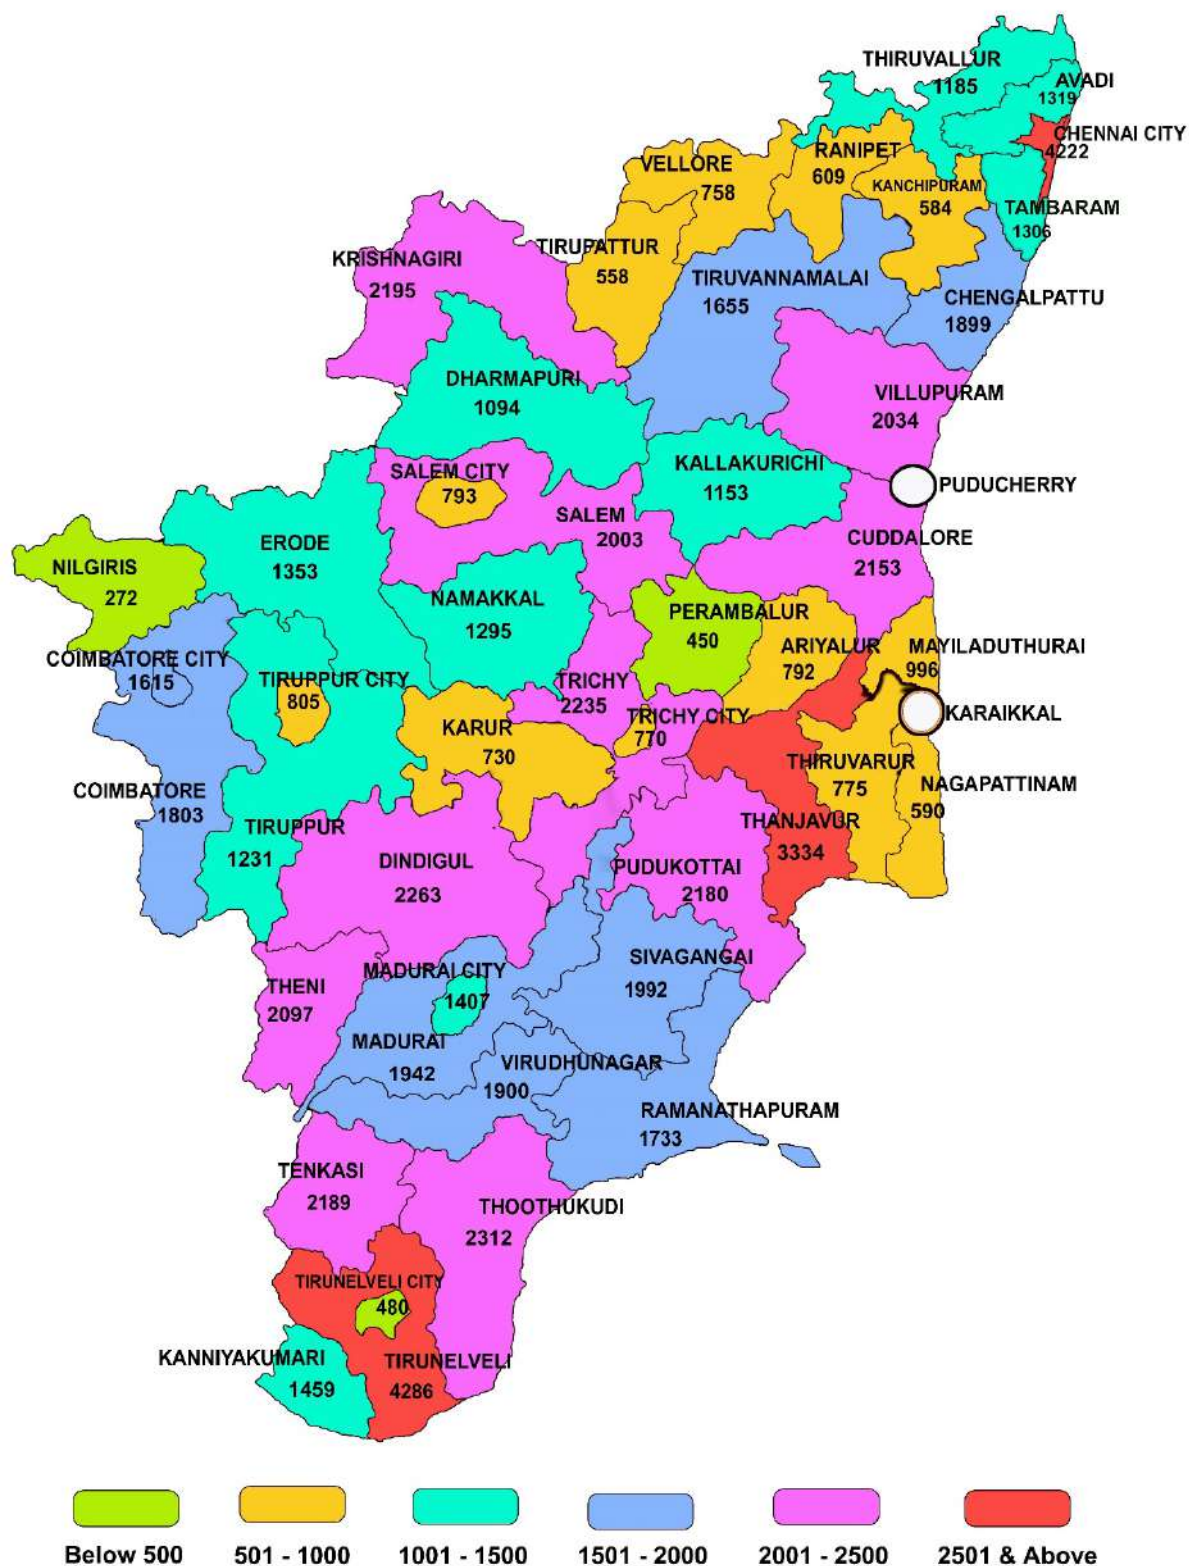 THIRUVALLUR
1185
AVADI
1319
CHENNAI CITY
4222
VELLORE
758
RANIPET
609
KANCHIPURAM
584
TAMBARAM
1306
TIRUPATTUR
558
KRISHNAGIRI
2195
TIRUVANNAMALAI
1655
CHENGALPATTU
1899
DHARMAPURI
1094
VILLUPURAM
2034
SALEM CITY
793
KALLAKURICHI
1153
PUDUCHERRY
SALEM
2003
CUDDALORE
2153
ERODE
1353
NILGIRIS
272
NAMAKKAL
1295
PERAMBALUR
450
ARIYALUR
792
MAYILADUTHURAI
996
COIMBATORE CITY
1615
TIRUPPUR CITY
805
TRICHY
2235
TRICHY CITY
770
KARAIKKAL
KARUR
730
THIRUVARUR
775
NAGAPATTINAM
590
COIMBATORE
1803
TIRUPPUR
1231
THANJAVUR
3334
DINDIGUL
2263
PUDUKOTTAI
2180
SIVAGANGAI
1992
MADURAI CITY
1407
THENI
2097
MADURAI
1942
VIRUDHUNAGAR
1900
RAMANATHAPURAM
1733
TENKASI
2189
THOOTHUKUDI
2312
TIRUNELVELI CITY
480
KANNIYAKUMARI
1459
TIRUNELVELI
4286
Below 500
501 - 1000
1001 - 1500
1501 - 2000
2001 - 2500
2501 & Above